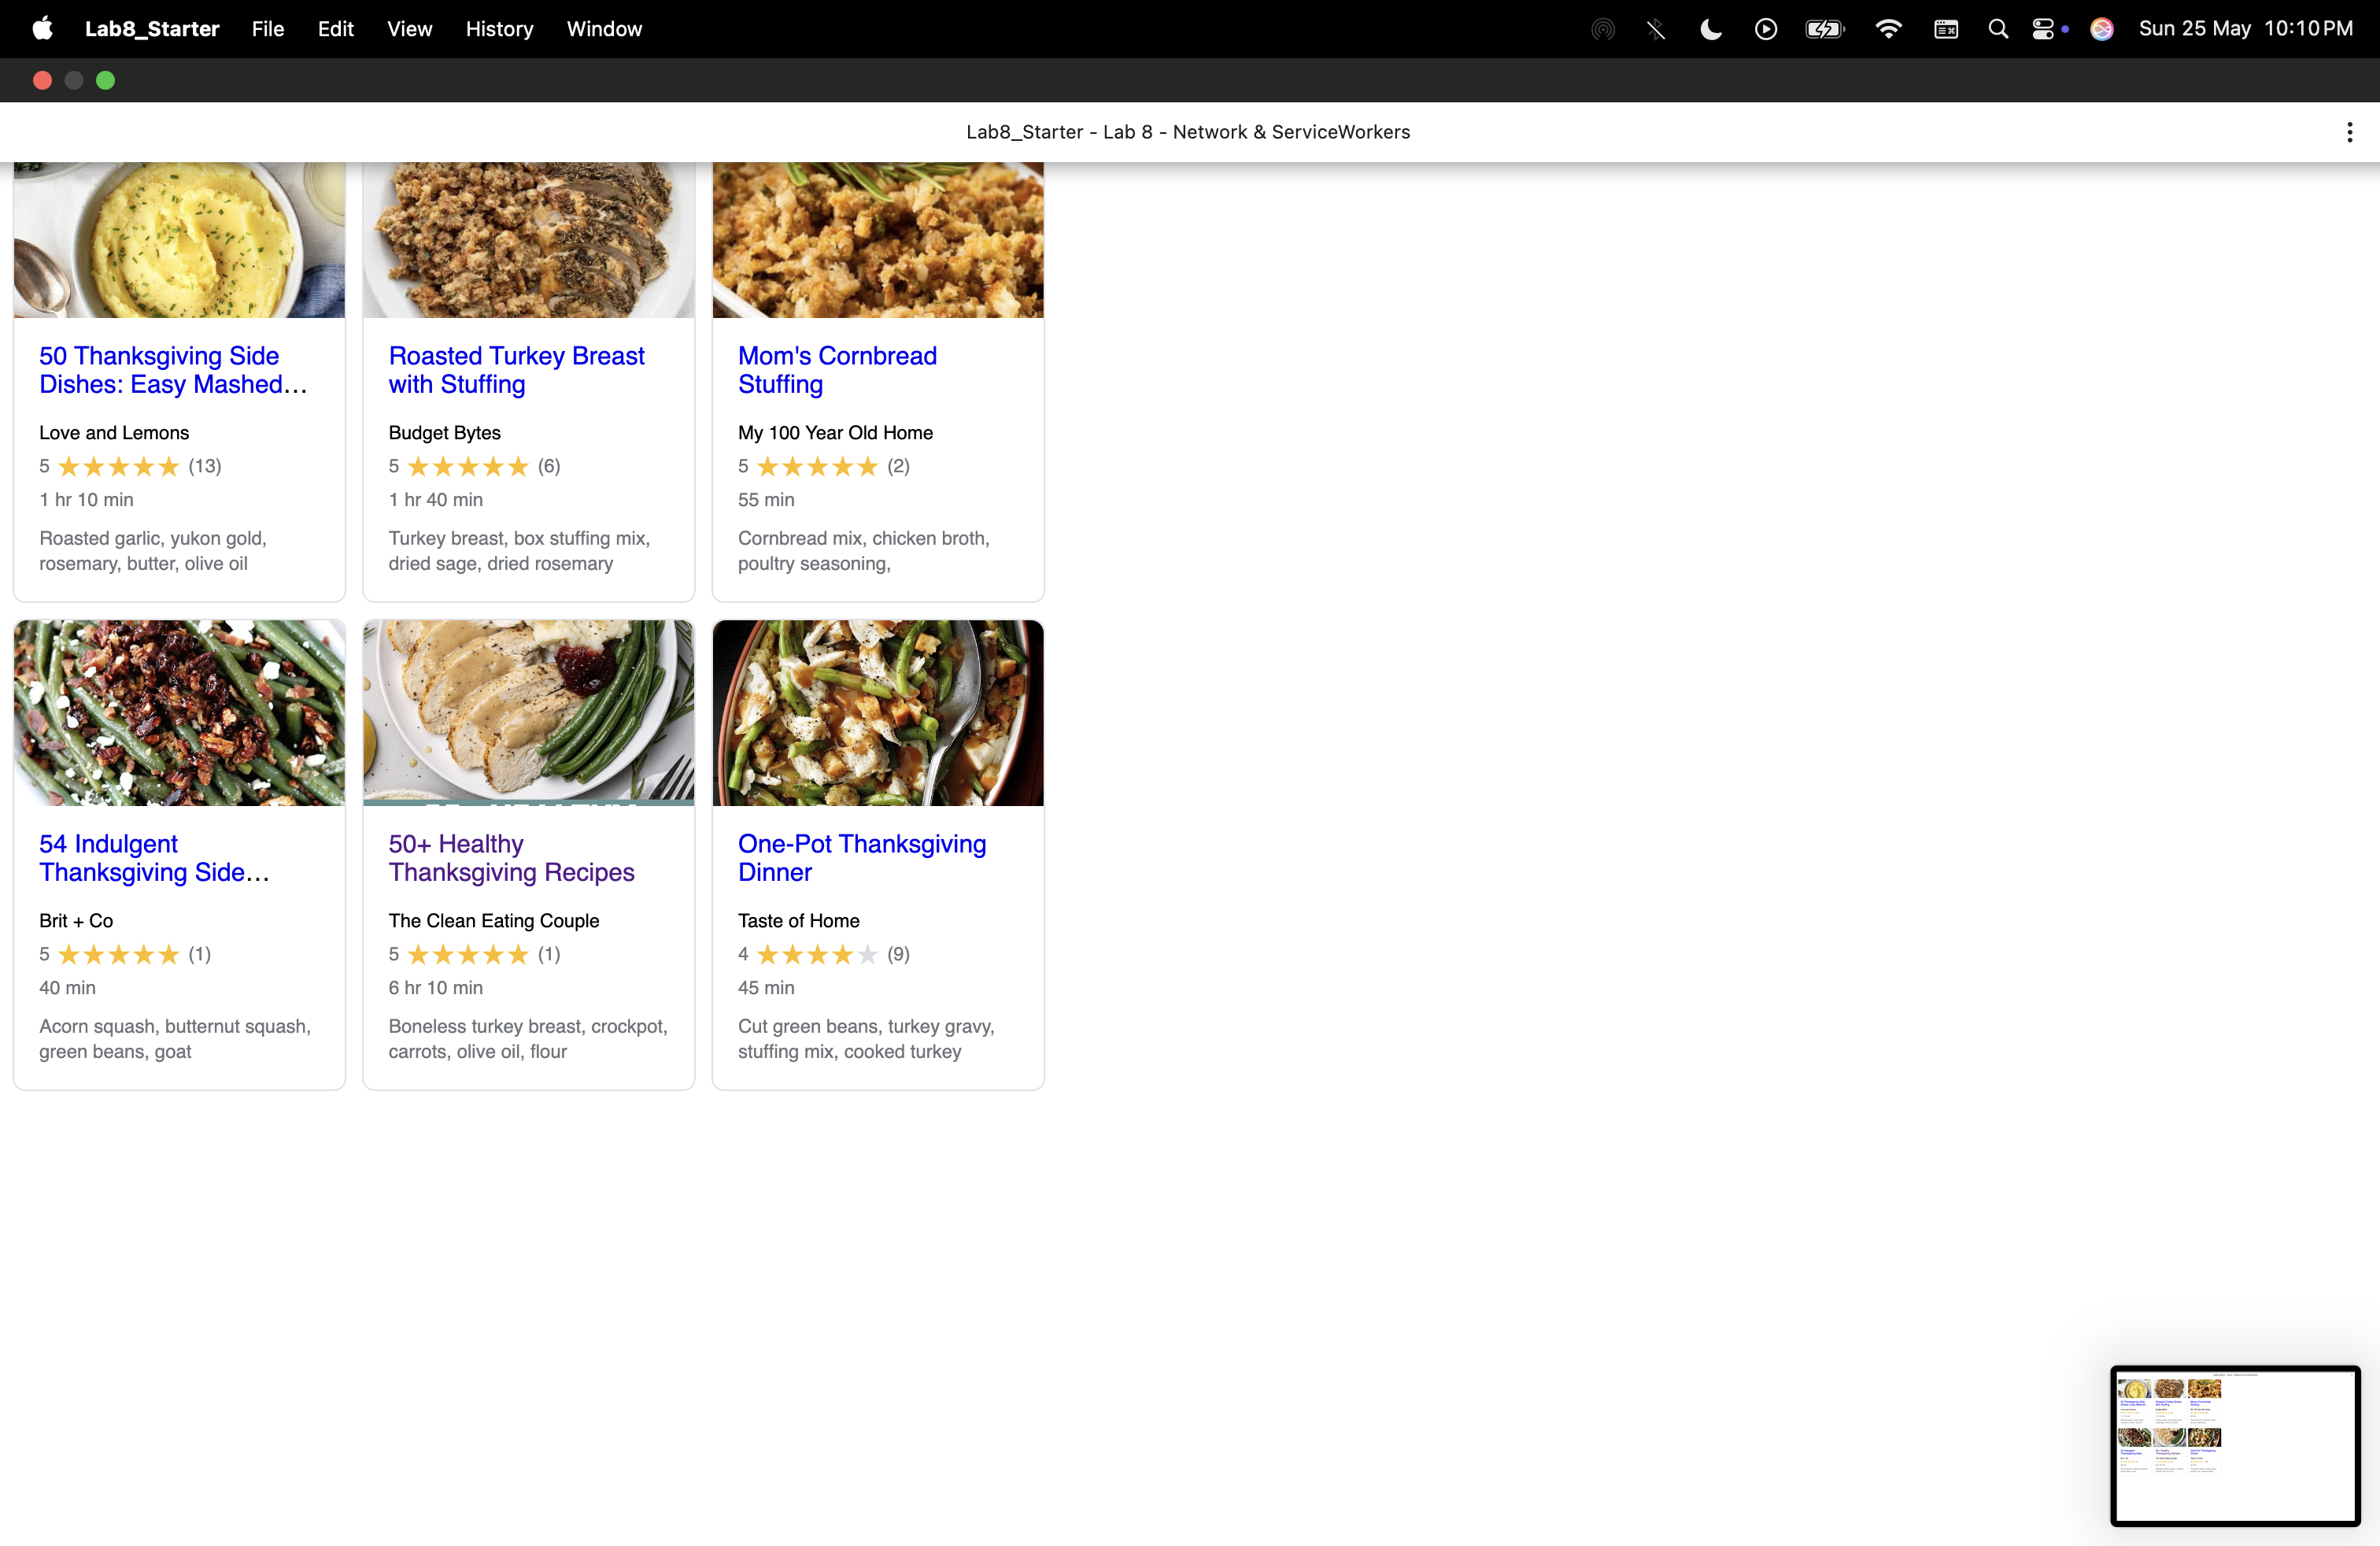 Lab8_Starter File Edit View History Window Sun 25 May 10:10 PM
Lab8_Starter - Lab 8 - Network & ServiceWorkers
50 Thanksgiving Side
Dishes: Easy Mashed...
Love and Lemons
5 ★★★★★ (13)
1 hr 10 min
Roasted garlic, yukon gold,
rosemary, butter, olive oil
Roasted Turkey Breast
with Stuffing
Budget Bytes
5 ★★★★★ (6)
1 hr 40 min
Turkey breast, box stuffing mix,
dried sage, dried rosemary
Mom's Cornbread
Stuffing
My 100 Year Old Home
5 ★★★★★ (2)
55 min
Cornbread mix, chicken broth,
poultry seasoning,
54 Indulgent
Thanksgiving Side...
Brit + Co
5 ★★★★★ (1)
40 min
Acorn squash, butternut squash,
green beans, goat
50+ Healthy
Thanksgiving Recipes
The Clean Eating Couple
5 ★★★★★ (1)
6 hr 10 min
Boneless turkey breast, crockpot,
carrots, olive oil, flour
One-Pot Thanksgiving
Dinner
Taste of Home
4 ★★★★☆ (9)
45 min
Cut green beans, turkey gravy,
stuffing mix, cooked turkey